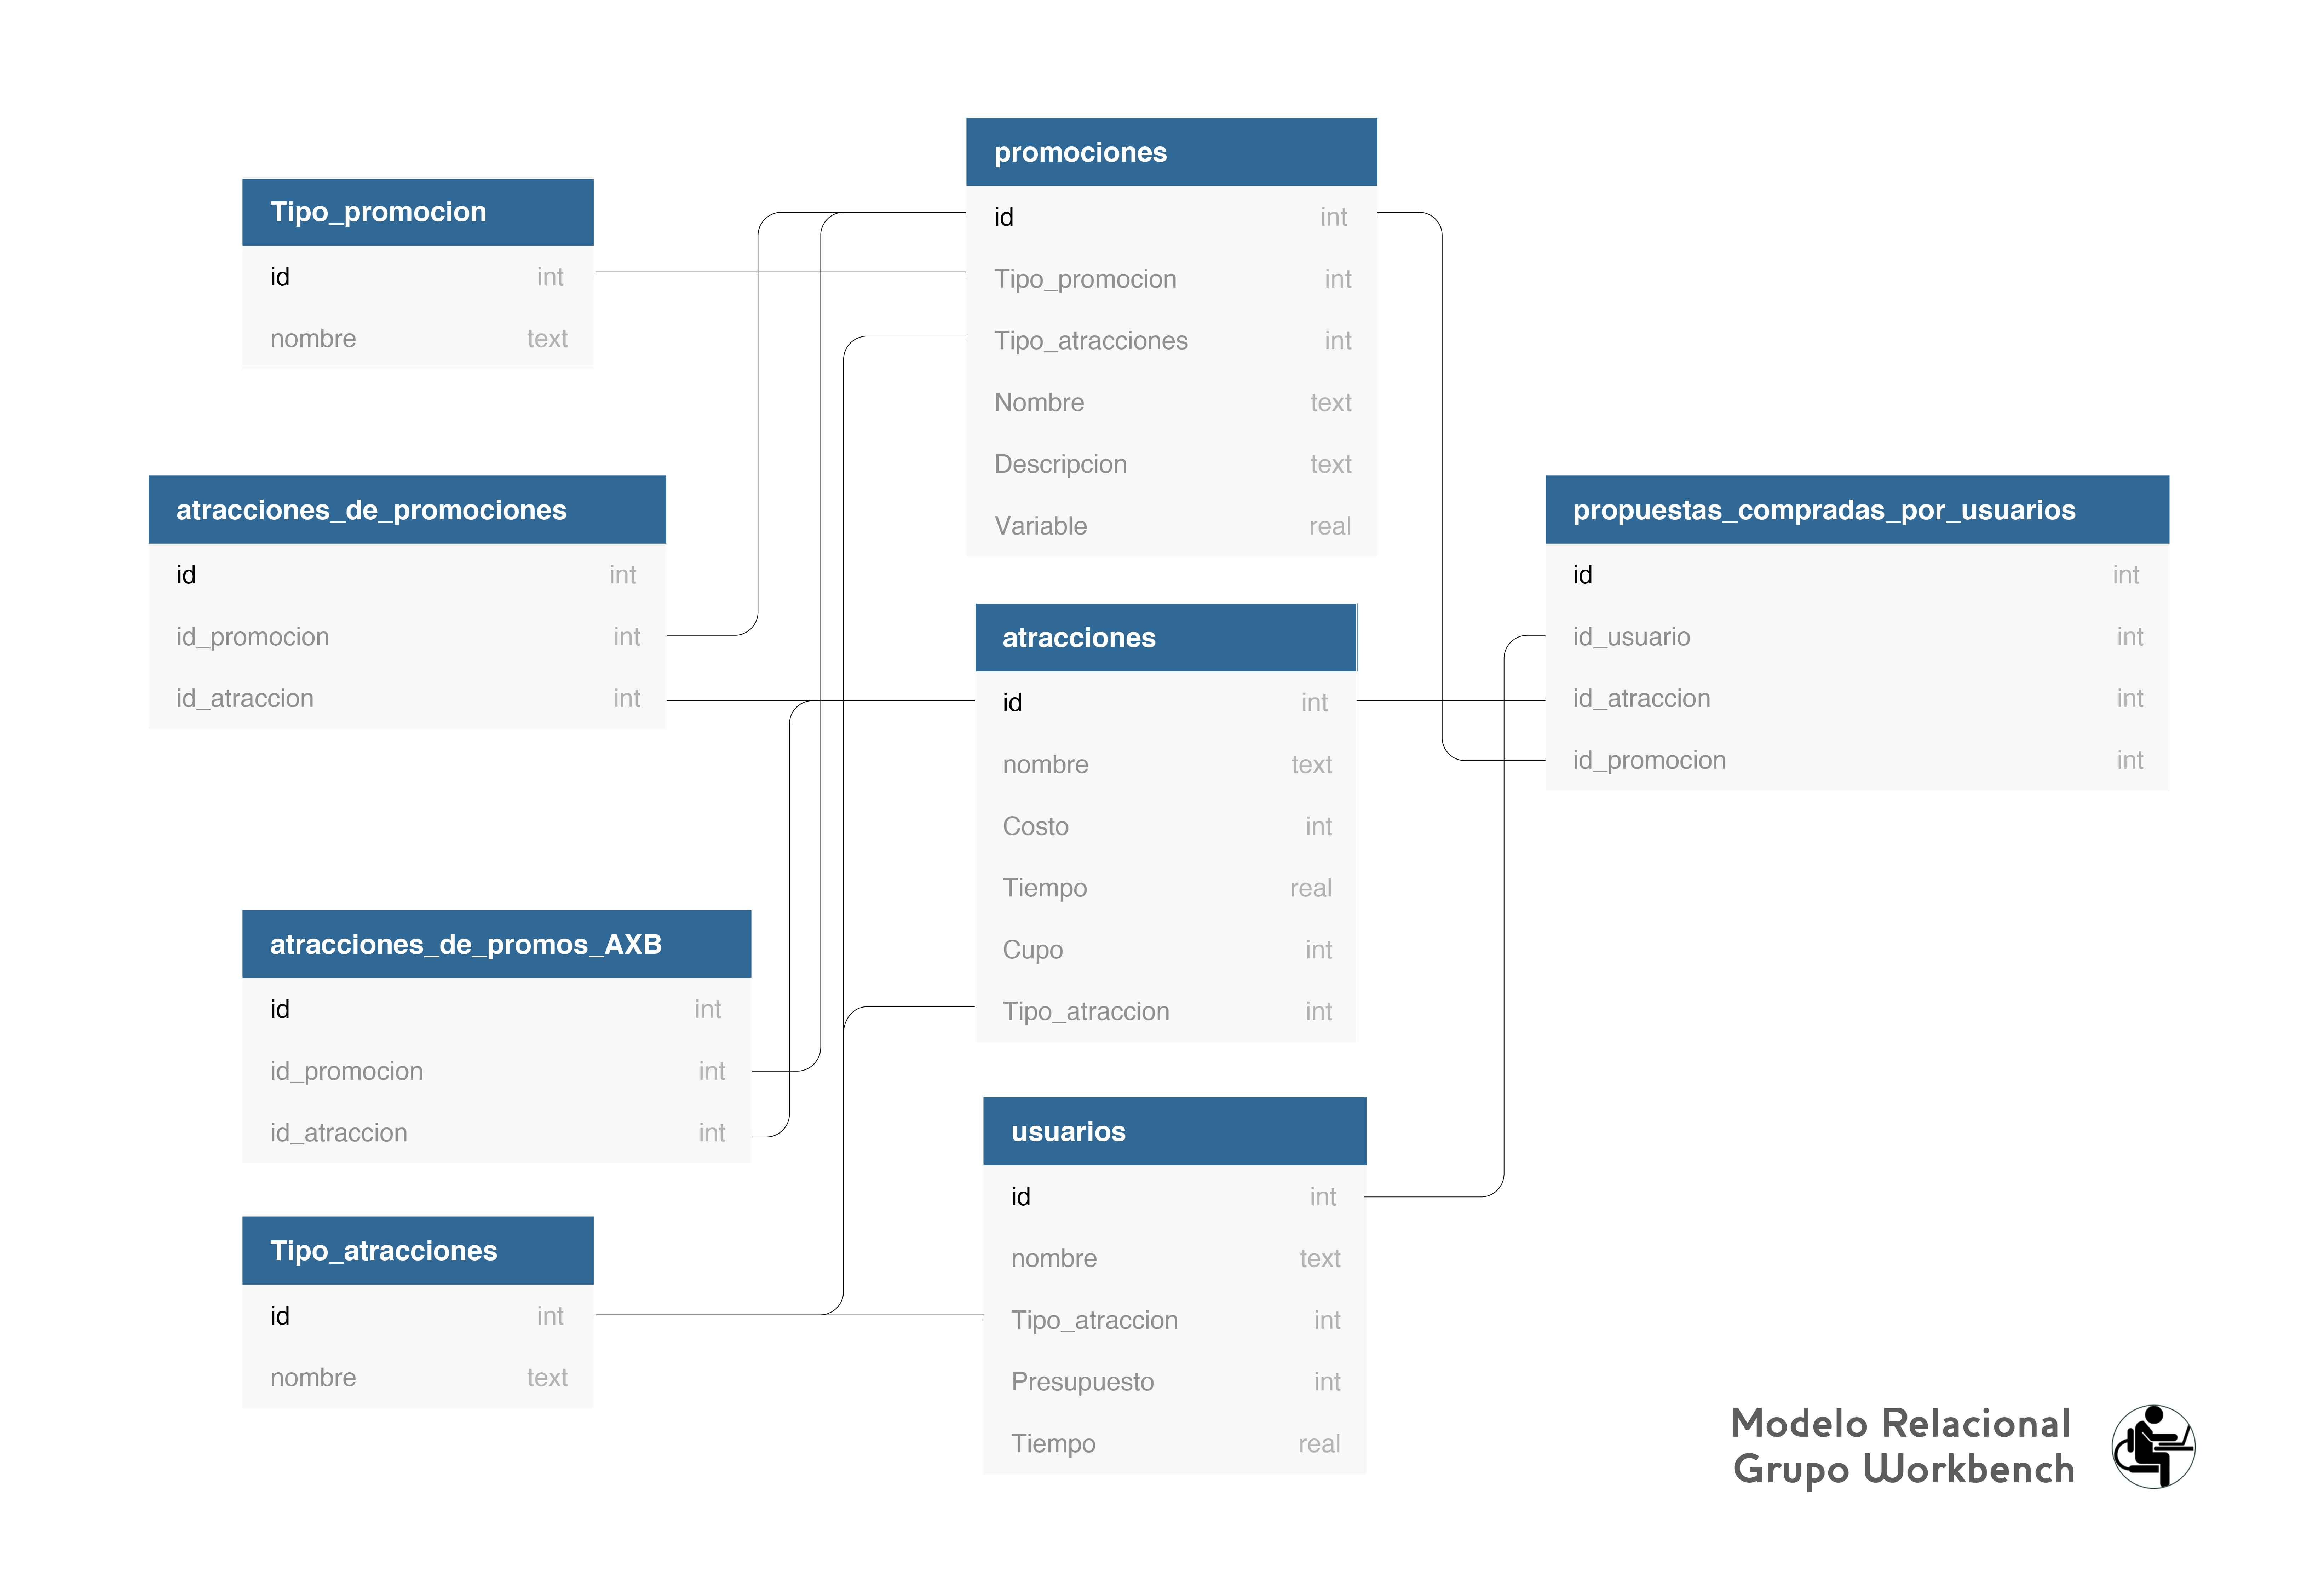 Tipo_promocion
id int
nombre text
atracciones_de_promociones
id int
id_promocion int
id_atraccion int
atracciones_de_promos_AXB
id int
id_promocion int
id_atraccion int
Tipo_atracciones
id int
nombre text
promociones
id int
Tipo_promocion int
Tipo_atracciones int
Nombre text
Descripcion text
Variable real
atracciones
id int
nombre text
Costo int
Tiempo real
Cupo int
Tipo_atraccion int
usuarios
id int
nombre text
Tipo_atraccion int
Presupuesto int
Tiempo real
propuestas_compradas_por_usuarios
id int
id_usuario int
id_atraccion int
id_promocion int
Modelo Relacional
Grupo Workbench